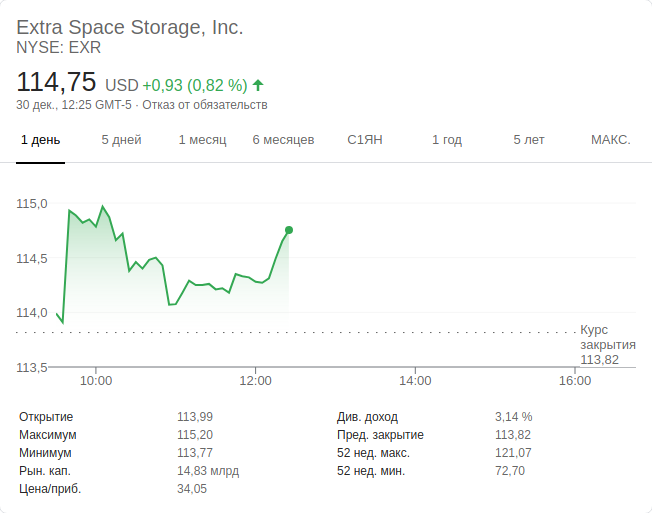 Extra Space Storage, Inc.
NYSE: EXR
114,75 USD +0,93 (0,82 %)
30 дек., 12:25 GMT-5 · Отказ от обязательств
1 день 5 дней 1 месяц 6 месяцев С1ЯН 1 год 5 лет МАКС.
115,0
114,5
114,0
113,5
Курс
закрытия
113,82
10:00 12:00 14:00 16:00
Открытие 113,99 Див. доход 3,14 %
Максимум 115,20 Пред. закрытие 113,82
Минимум 113,77 52 нед. макс. 121,07
Рын. кап. 14,83 млрд 52 нед. мин. 72,70
Цена/приб. 34,05